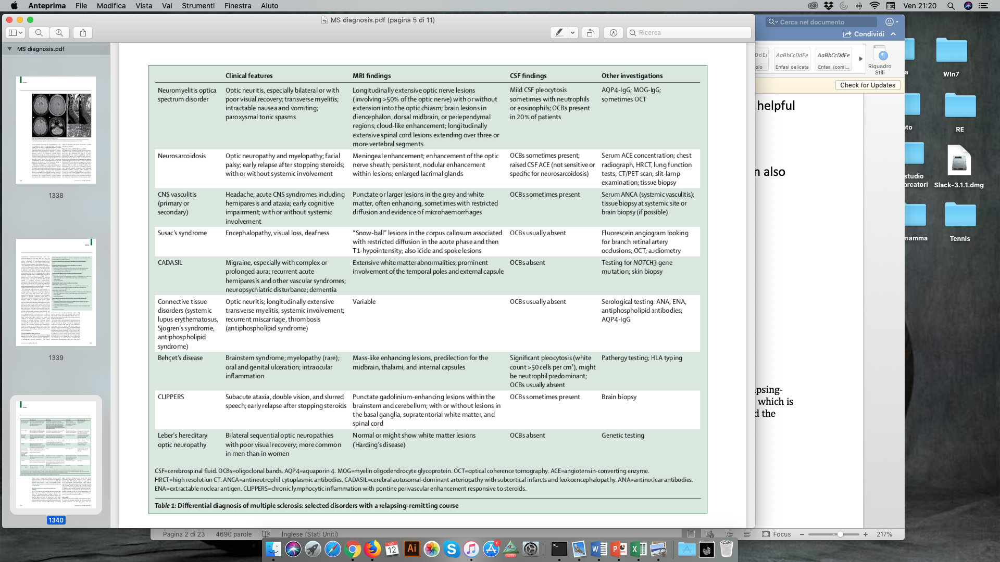 Anteprima File Modifica Vista Vai Strumenti Finestra Aiuto
Ven 21:20
MS diagnosis.pdf (pagina 5 di 11)
Ricerca
MS diagnosis.pdf
1338
1339
1340
Clinical features MRI findings CSF findings Other investigations
Neuromyelitis optica
spectrum disorder
Optic neuritis, especially bilateral or with
poor visual recovery; transverse myelitis;
intractable nausea and vomiting;
paroxysmal tonic spasms
Longitudinally extensive optic nerve lesions
(involving >50% of the optic nerve) with or without
extension into the optic chiasm; brain lesions in
diencephalon, dorsal midbrain, or periependymal
regions; cloud-like enhancement; longitudinally
extensive spinal cord lesions extending over three or
more vertebral segments
Mild CSF pleocytosis
sometimes with neutrophils
or eosinophils; OCBs present
in 20% of patients
AQP4-IgG; MOG-IgG;
sometimes OCT
Neurosarcoidosis
Optic neuropathy and myelopathy; facial
palsy; early relapse after stopping steroids;
with or without systemic involvement
Meningeal enhancement; enhancement of the optic
nerve sheath; persistent, nodular enhancement
within lesions; enlarged lacrimal glands
OCBs sometimes present;
raised CSF ACE (not sensitive or
specific for neurosarcoidosis)
Serum ACE concentration; chest
radiograph, HRCT, lung function
tests; CT/PET scan; slit-lamp
examination; tissue biopsy
CNS vasculitis
(primary or
secondary)
Headache; acute CNS syndromes including
hemiparesis and ataxia; early cognitive
impairment; with or without systemic
involvement
Punctate or larger lesions in the grey and white
matter, often enhancing, sometimes with restricted
diffusion and evidence of microhaemorrhages
OCBs sometimes present
Serum ANCA (systemic vasculitis);
tissue biopsy at systemic site or
brain biopsy (if possible)
Susac's syndrome
Encephalopathy, visual loss, deafness
“Snow-ball” lesions in the corpus callosum associated
with restricted diffusion in the acute phase and then
T1-hypointensity; also icicle and spoke lesions
OCBs usually absent
Fluorescein angiogram looking
for branch retinal artery
occlusions; OCT; audiometry
CADASIL
Migraine, especially with complex or
prolonged aura; recurrent acute
hemiparesis and other vascular syndromes;
neuropsychiatric disturbance; dementia
Extensive white matter abnormalities; prominent
involvement of the temporal poles and external capsule
OCBs absent
Testing for NOTCH3 gene
mutation; skin biopsy
Connective tissue
disorders (systemic
lupus erythematosus,
Sjögren's syndrome,
antiphospholipid
syndrome)
Optic neuritis; longitudinally extensive
transverse myelitis; systemic involvement;
recurrent miscarriage, thrombosis
(antiphospholipid syndrome)
Variable
OCBs usually absent
Serological testing: ANA, ENA,
antiphospholipid antibodies;
AQP4-IgG
Behçet's disease
Brainstem syndrome; myelopathy (rare);
oral and genital ulceration; intraocular
inflammation
Mass-like enhancing lesions, predilection for the
midbrain, thalami, and internal capsules
Significant pleocytosis (white
count >50 cells per cm³), might
be neutrophil predominant;
OCBs usually absent
Pathergy testing; HLA typing
CLIPPERS
Subacute ataxia, double vision, and slurred
speech; early relapse after stopping steroids
Punctate gadolinium-enhancing lesions within the
brainstem and cerebellum; with or without lesions in
the basal ganglia, supratentorial white matter, and
spinal cord
OCBs sometimes present
Brain biopsy
Leber's hereditary
optic neuropathy
Bilateral sequential optic neuropathies
with poor visual recovery; more common
in men than in women
Normal or might show white matter lesions
(Harding's disease)
OCBs absent
Genetic testing
CSF=cerebrospinal fluid. OCBs=oligoclonal bands. AQP4=aquaporin 4. MOG=myelin oligodendrocyte glycoprotein. OCT=optical coherence tomography. ACE=angiotensin-converting enzyme.
HRCT=high resolution CT. ANCA=antineutrophil cytoplasmic antibodies. CADASIL=cerebral autosomal-dominant arteriopathy with subcortical infarcts and leukoencephalopathy. ANA=antinuclear antibodies.
ENA=extractable nuclear antigen. CLIPPERS=chronic lymphocytic inflammation with pontine perivascular enhancement responsive to steroids.
Table 1: Differential diagnosis of multiple sclerosis: selected disorders with a relapsing-remitting course
Cerca nel documento
Condividi
AaBbCcDdEe AaBbCcDdEe
olo Enfasi delicata Enfasi (corsi...
Riquadro
Stili
Check for Updates
helpful
n also
psing-
which is
d the
Pagina 2 di 23 4690 parole Inglese (Stati Uniti) Focus 217%
a WIn7
oto RE
studio
arcatori
Slack-3.1.1.dmg
mamma Tennis
LUG
12
Ai
6
LITE